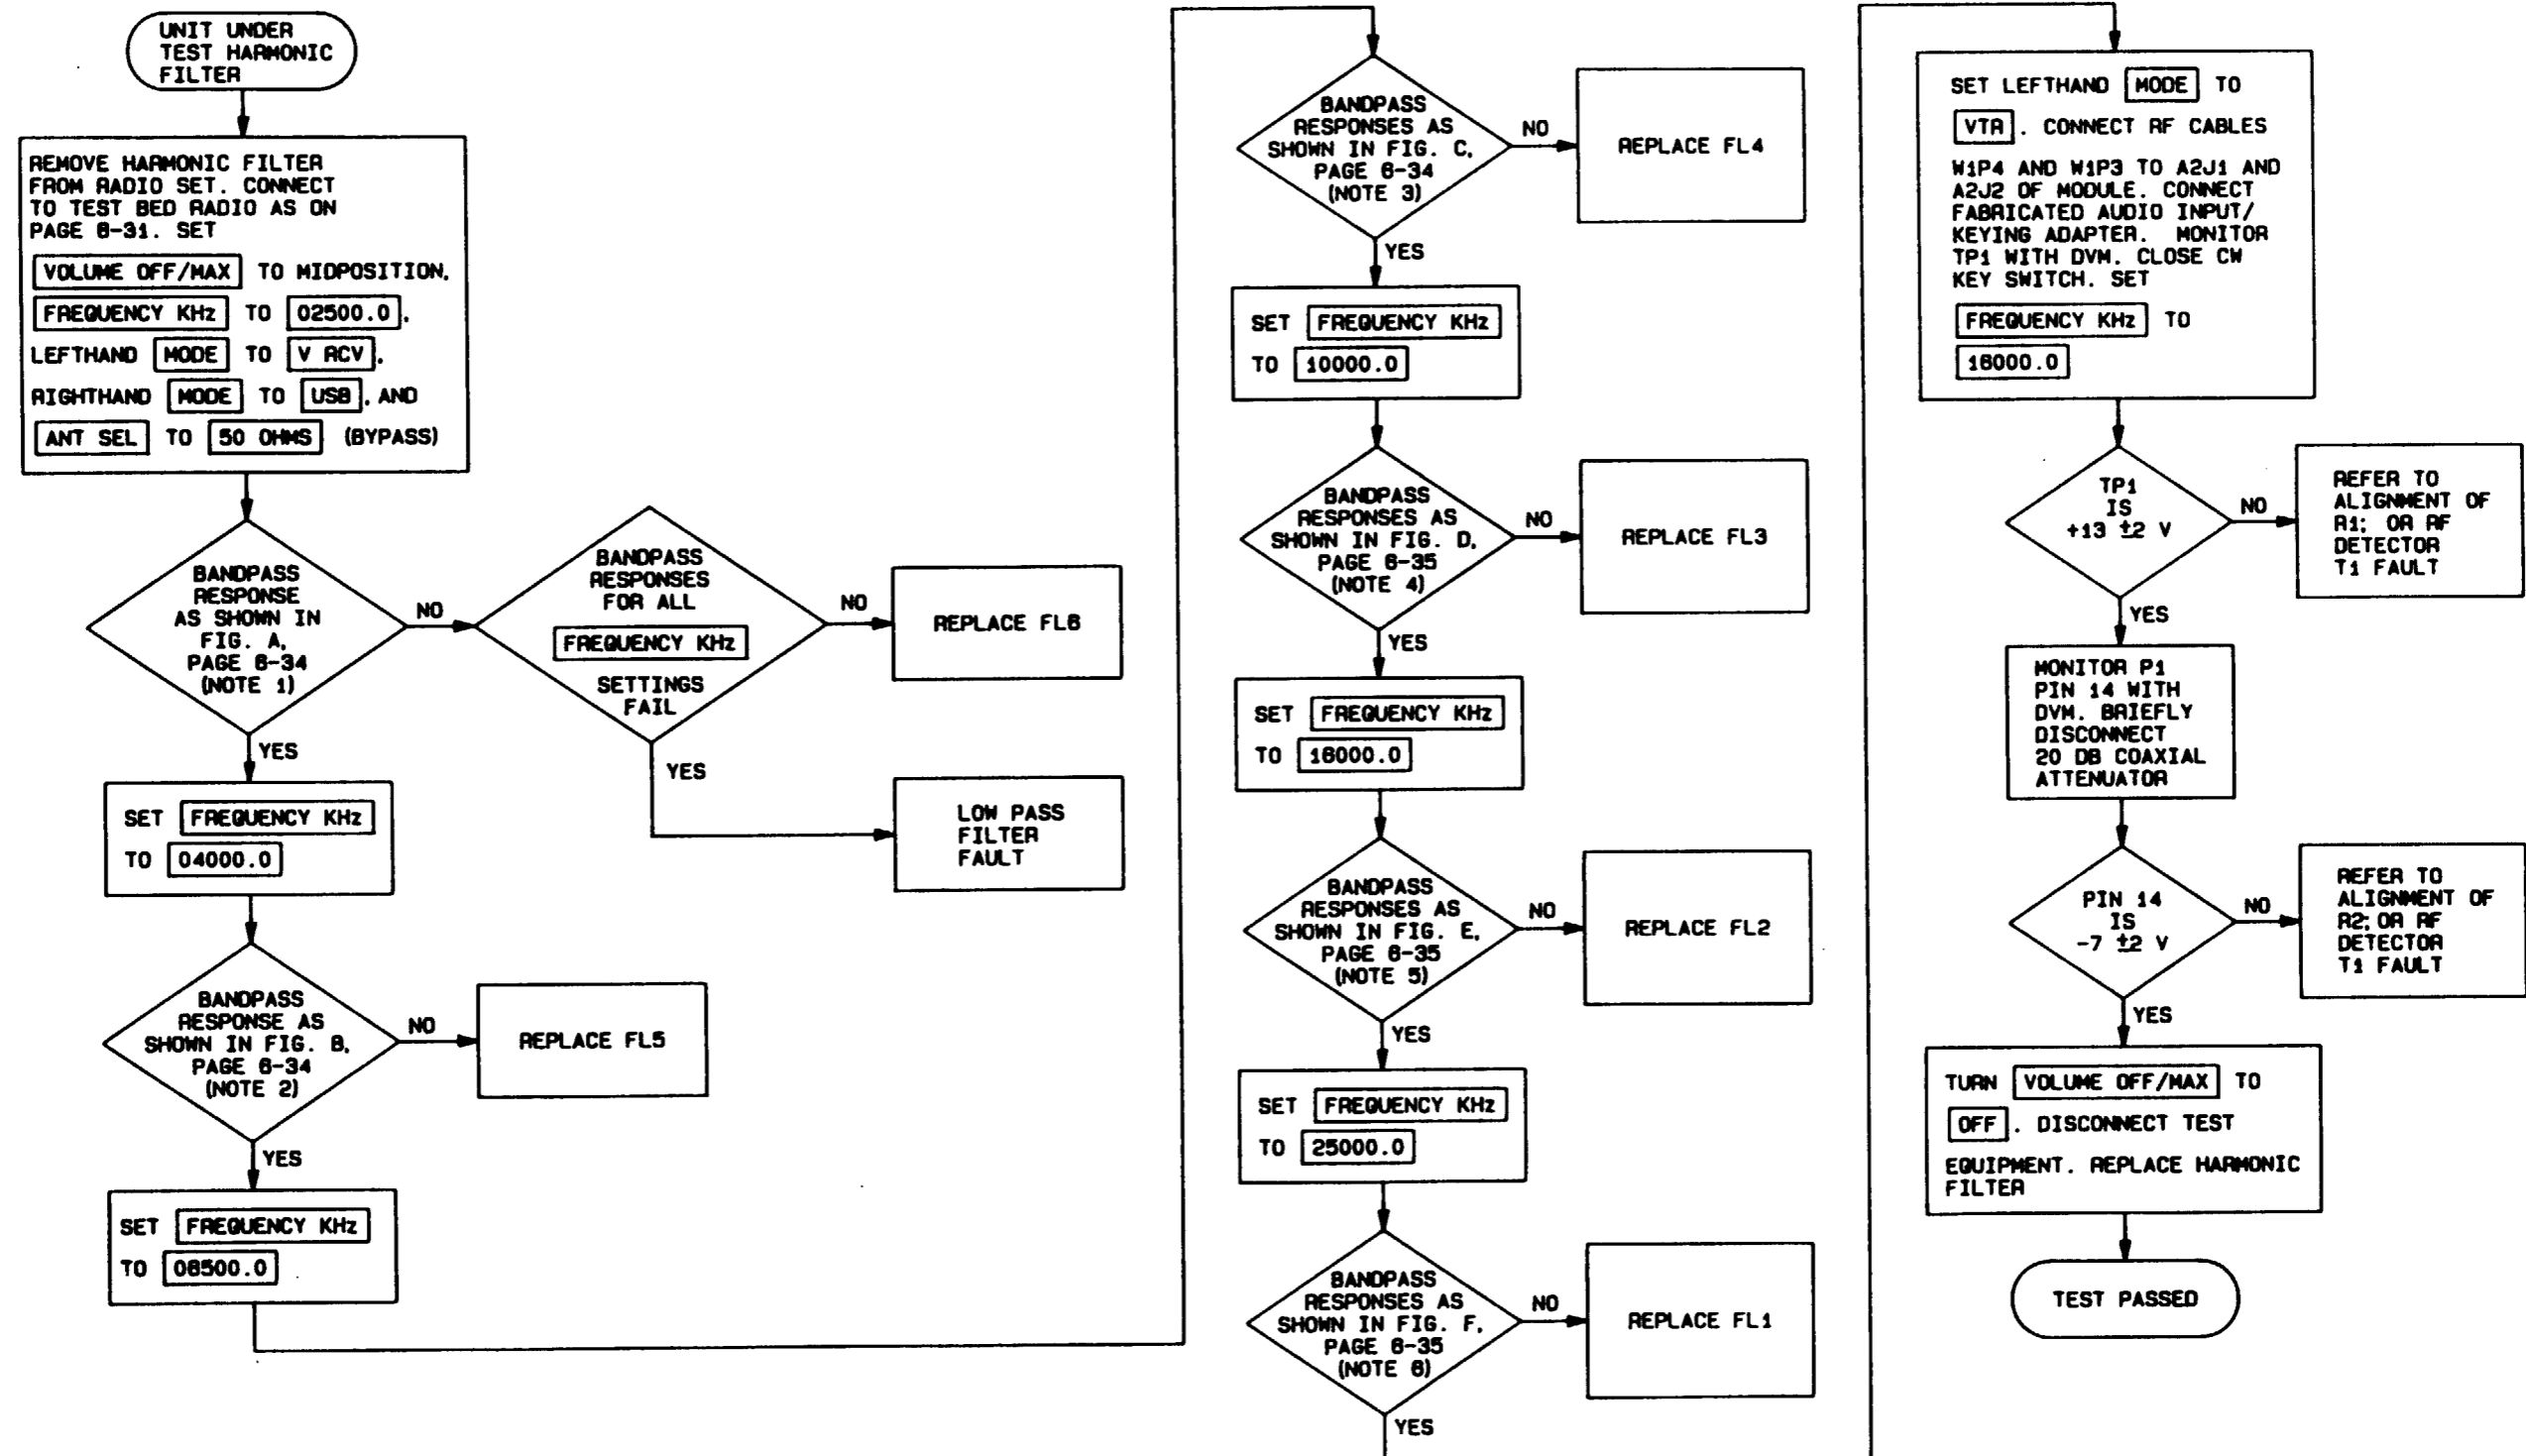 UNIT UNDER
TEST HARMONIC
FILTER
REMOVE HARMONIC FILTER
FROM RADIO SET. CONNECT
TO TEST BED RADIO AS ON
PAGE 6-31. SET
VOLUME OFF/MAX TO MIDPOSITION,
FREQUENCY KHz TO 02500.0,
LEFTHAND MODE TO V RCV,
RIGHTHAND MODE TO USB, AND
ANT SEL TO 50 OHMS (BYPASS)
BANDPASS
RESPONSE
AS SHOWN IN
FIG. A,
PAGE 6-34
(NOTE 1)
NO
YES
BANDPASS
RESPONSES
FOR ALL
FREQUENCY KHz
SETTINGS
FAIL
NO
REPLACE FL6
YES
LOW PASS
FILTER
FAULT
SET FREQUENCY KHz
TO 04000.0
BANDPASS
RESPONSE AS
SHOWN IN FIG. B,
PAGE 6-34
(NOTE 2)
NO
REPLACE FL5
YES
SET FREQUENCY KHz
TO 06500.0
BANDPASS
RESPONSES AS
SHOWN IN FIG. C,
PAGE 6-34
(NOTE 3)
NO
REPLACE FL4
YES
SET FREQUENCY KHz
TO 10000.0
BANDPASS
RESPONSES AS
SHOWN IN FIG. D,
PAGE 6-35
(NOTE 4)
NO
REPLACE FL3
YES
SET FREQUENCY KHz
TO 16000.0
BANDPASS
RESPONSES AS
SHOWN IN FIG. E,
PAGE 6-35
(NOTE 5)
NO
REPLACE FL2
YES
SET FREQUENCY KHz
TO 25000.0
BANDPASS
RESPONSES AS
SHOWN IN FIG. F,
PAGE 6-35
(NOTE 6)
NO
REPLACE FL1
YES
SET LEFTHAND MODE TO
VTR. CONNECT RF CABLES
W1P4 AND W1P3 TO A2J1 AND
A2J2 OF MODULE. CONNECT
FABRICATED AUDIO INPUT/
KEYING ADAPTER. MONITOR
TP1 WITH DVM. CLOSE CW
KEY SWITCH. SET
FREQUENCY KHz TO
16000.0
TP1
IS
+13 ±2 V
NO
REFER TO
ALIGNMENT OF
R1; OR RF
DETECTOR
T1 FAULT
YES
MONITOR P1
PIN 14 WITH
DVM. BRIEFLY
DISCONNECT
20 DB COAXIAL
ATTENUATOR
PIN 14
IS
-7 ±2 V
NO
REFER TO
ALIGNMENT OF
R2; OR RF
DETECTOR
T1 FAULT
YES
TURN VOLUME OFF/MAX TO
OFF. DISCONNECT TEST
EQUIPMENT. REPLACE HARMONIC
FILTER
TEST PASSED